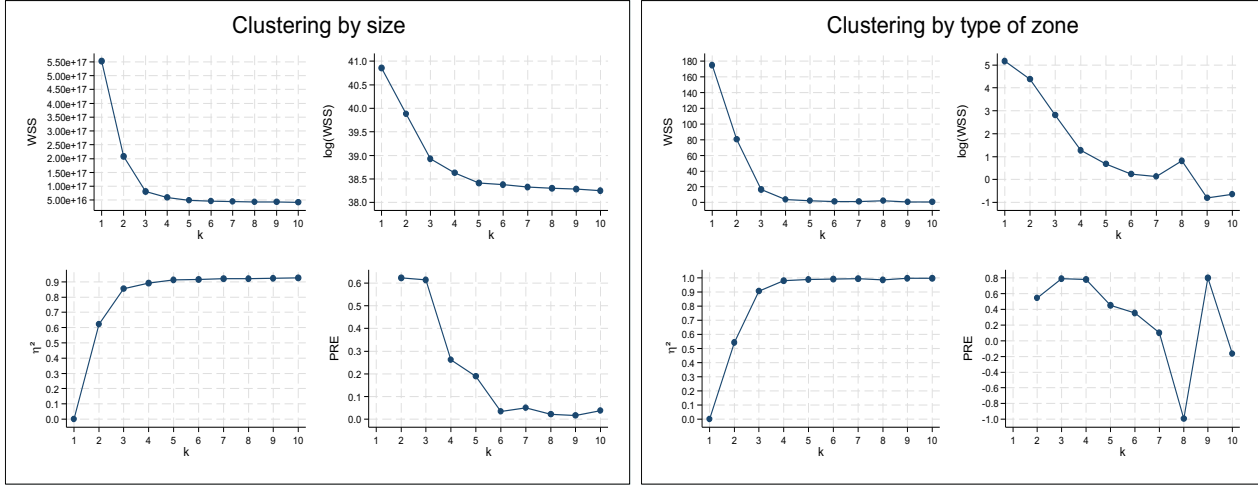 Clustering by size
WSS
5.50e+17
5.00e+17
4.50e+17
4.00e+17
3.50e+17
3.00e+17
2.50e+17
2.00e+17
1.50e+17
1.00e+17
5.00e+16
1 2 3 4 5 6 7 8 9 10
k
log(WSS)
41.0
40.5
40.0
39.5
39.0
38.5
38.0
1 2 3 4 5 6 7 8 9 10
k
η²
0.9
0.8
0.7
0.6
0.5
0.4
0.3
0.2
0.1
0.0
1 2 3 4 5 6 7 8 9 10
k
PRE
0.6
0.5
0.4
0.3
0.2
0.1
0.0
1 2 3 4 5 6 7 8 9 10
k
Clustering by type of zone
WSS
180
160
140
120
100
80
60
40
20
0
1 2 3 4 5 6 7 8 9 10
k
log(WSS)
5
4
3
2
1
0
-1
1 2 3 4 5 6 7 8 9 10
k
η²
1.0
0.9
0.8
0.7
0.6
0.5
0.4
0.3
0.2
0.1
0.0
1 2 3 4 5 6 7 8 9 10
k
PRE
0.8
0.6
0.4
0.2
0.0
-0.2
-0.4
-0.6
-0.8
-1.0
1 2 3 4 5 6 7 8 9 10
k